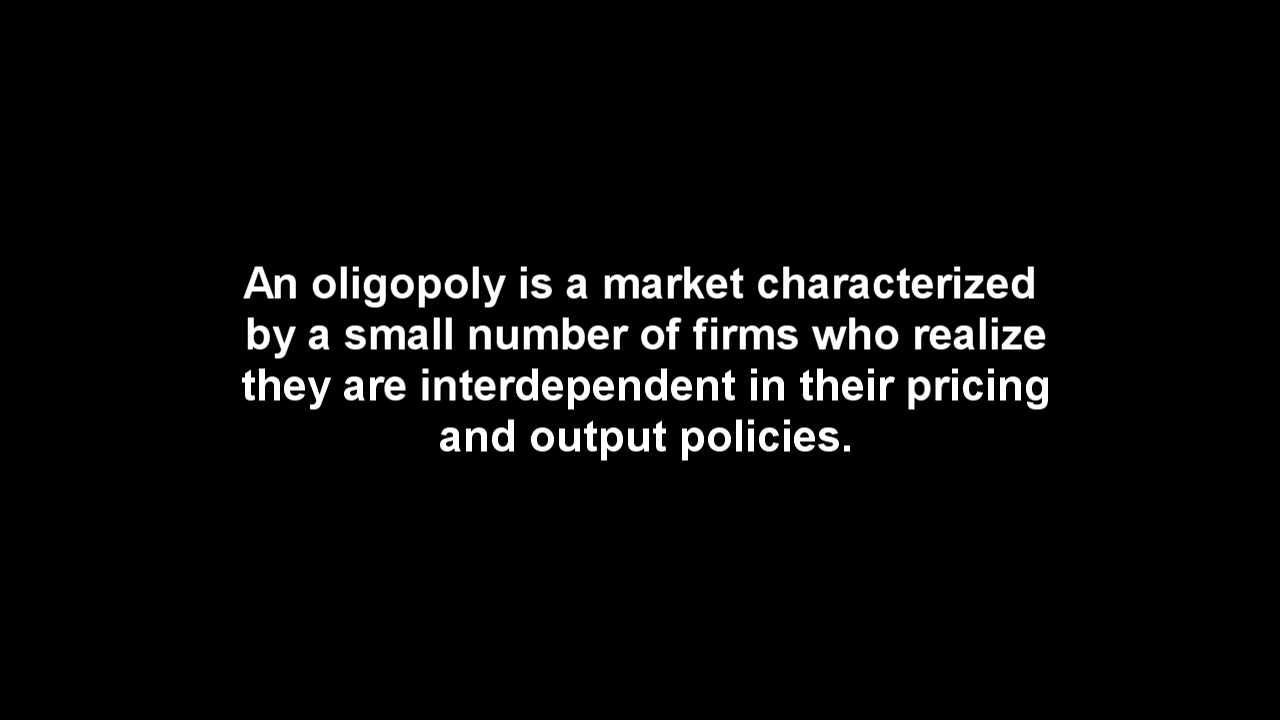 An oligopoly is a market characterized
by a small number of firms who realize
they are interdependent in their pricing
and output policies.